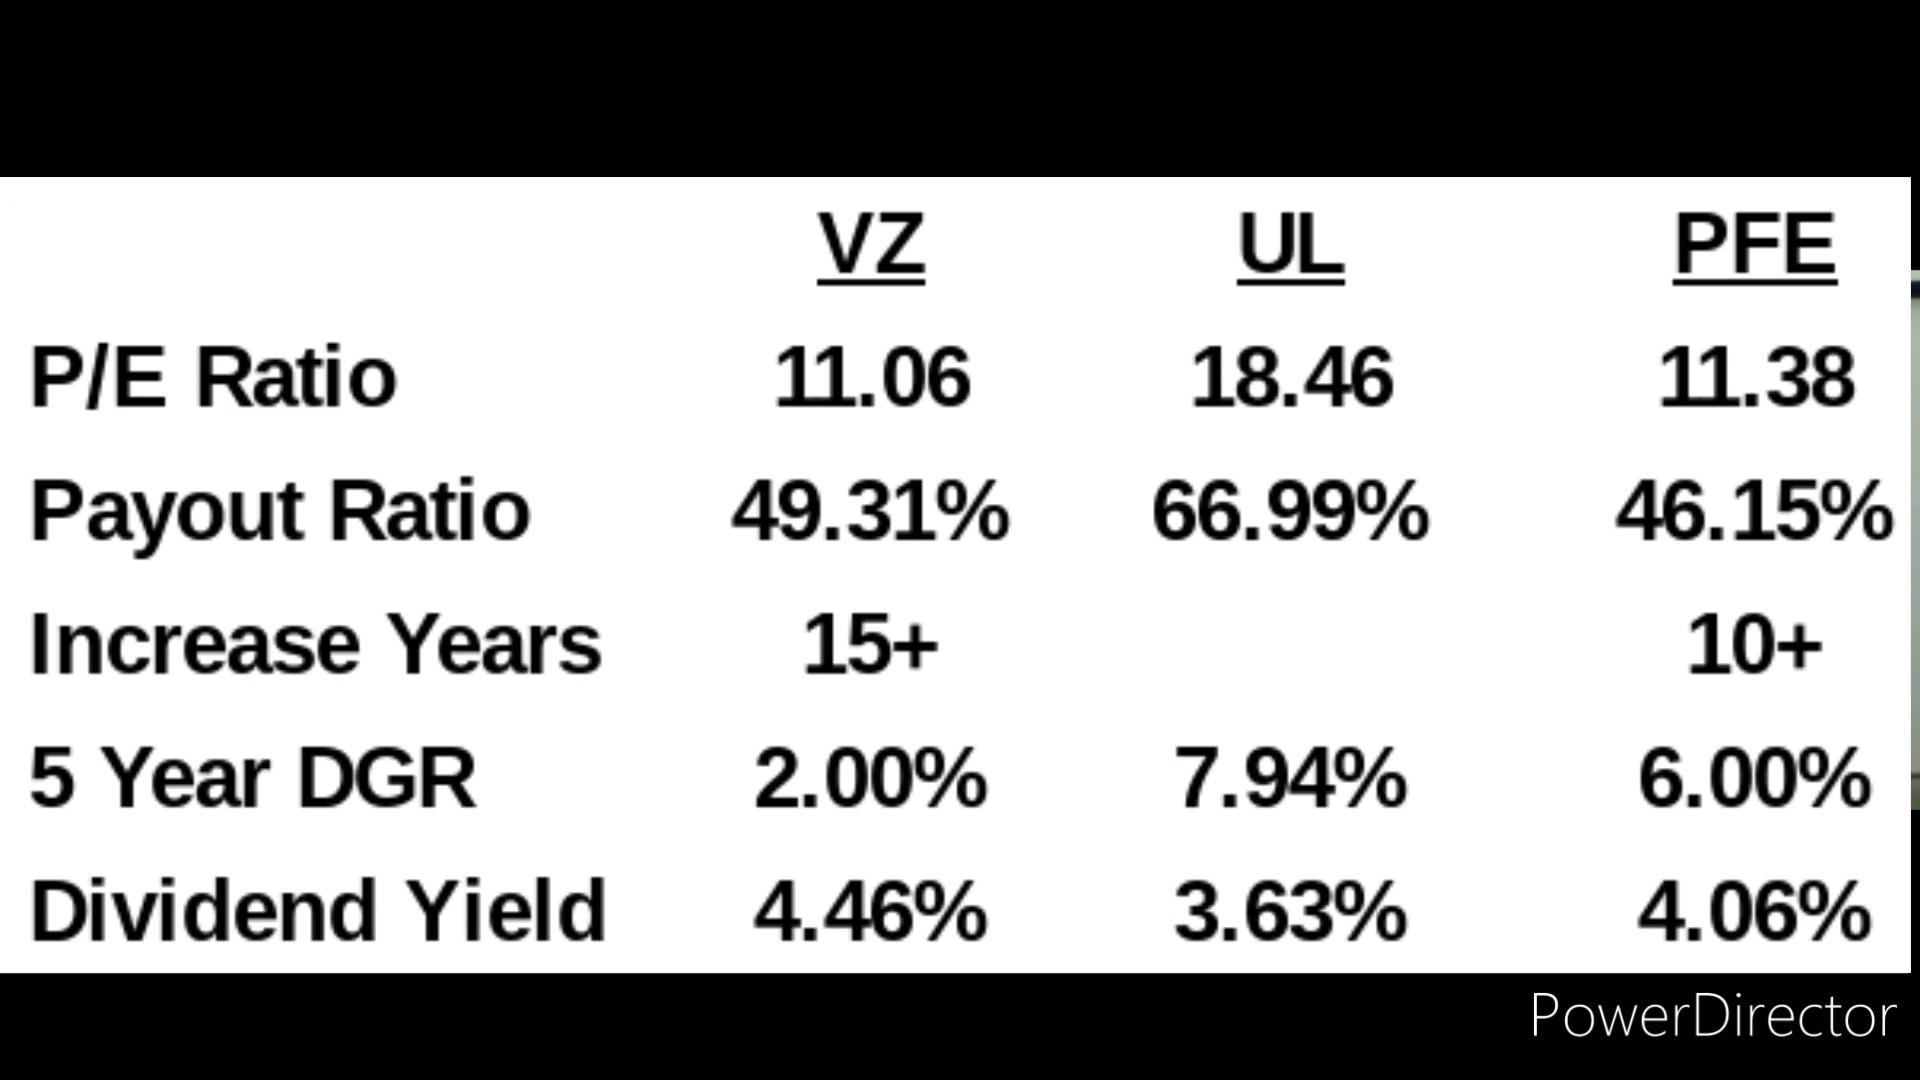 VZ UL PFE
P/E Ratio 11.06 18.46 11.38
Payout Ratio 49.31% 66.99% 46.15%
Increase Years 15+ 10+
5 Year DGR 2.00% 7.94% 6.00%
Dividend Yield 4.46% 3.63% 4.06%
PowerDirector